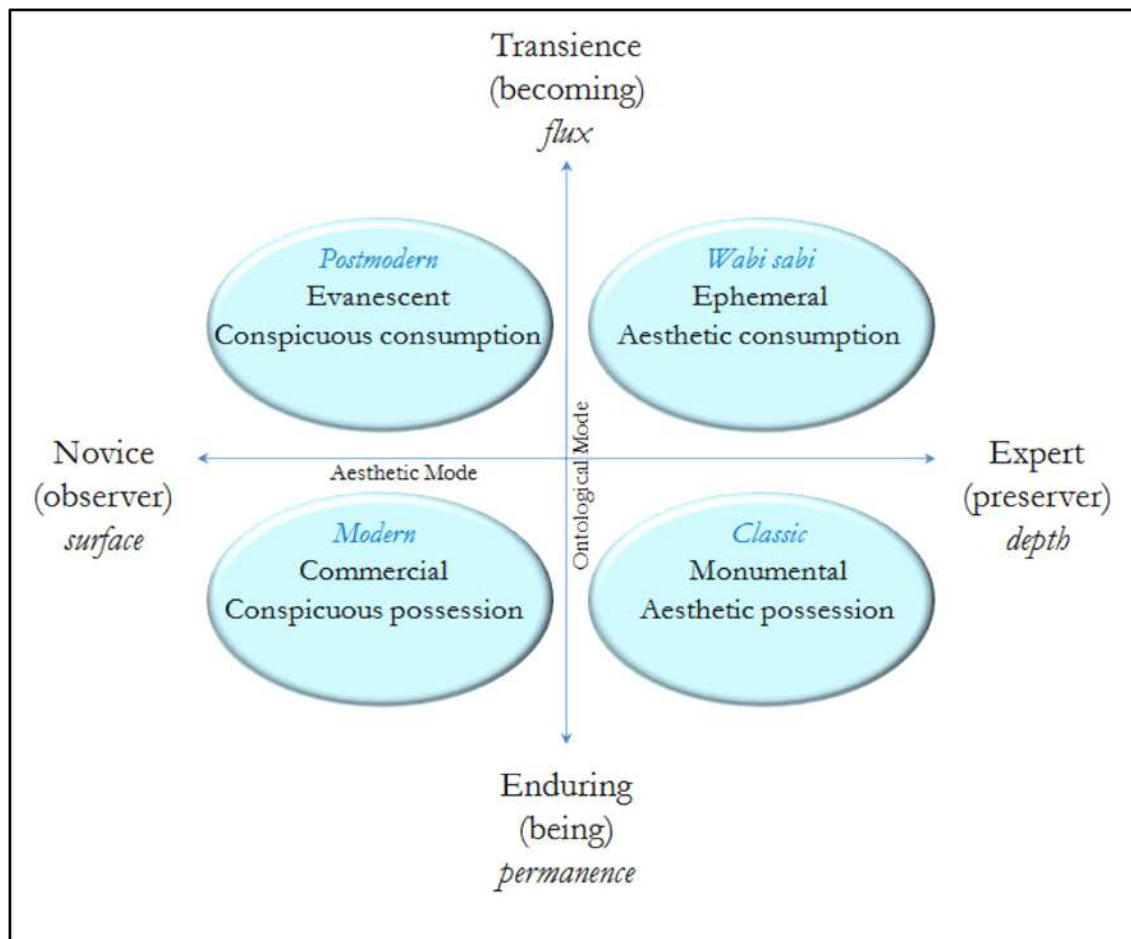 Transience
(becoming)
flux
Postmodern
Evanescent
Conspicuous consumption
Wabi sabi
Ephemeral
Aesthetic consumption
Novice
(observer)
surface
Aesthetic Mode
Ontological Mode
Expert
(preserver)
depth
Modern
Commercial
Conspicuous possession
Classic
Monumental
Aesthetic possession
Enduring
(being)
permanence